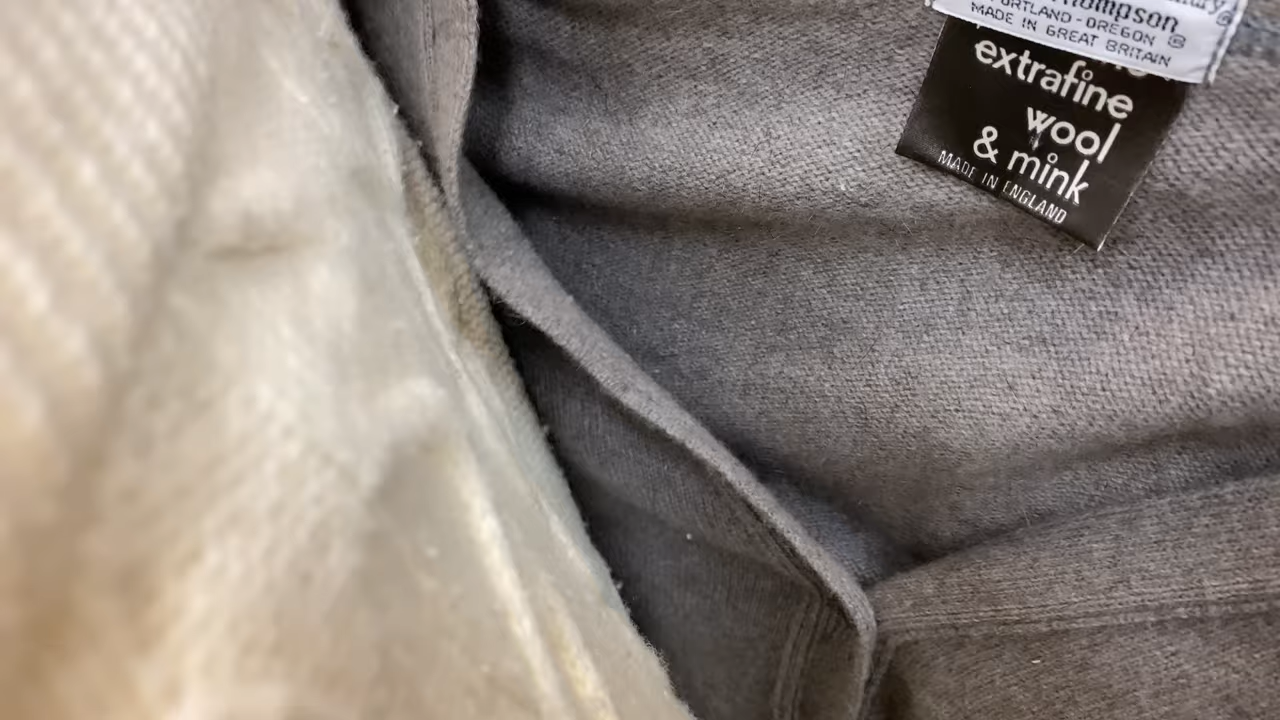 Thompson
PORTLAND - OREGON
MADE IN GREAT BRITAIN
extrafine
wool
& mink
MADE IN ENGLAND